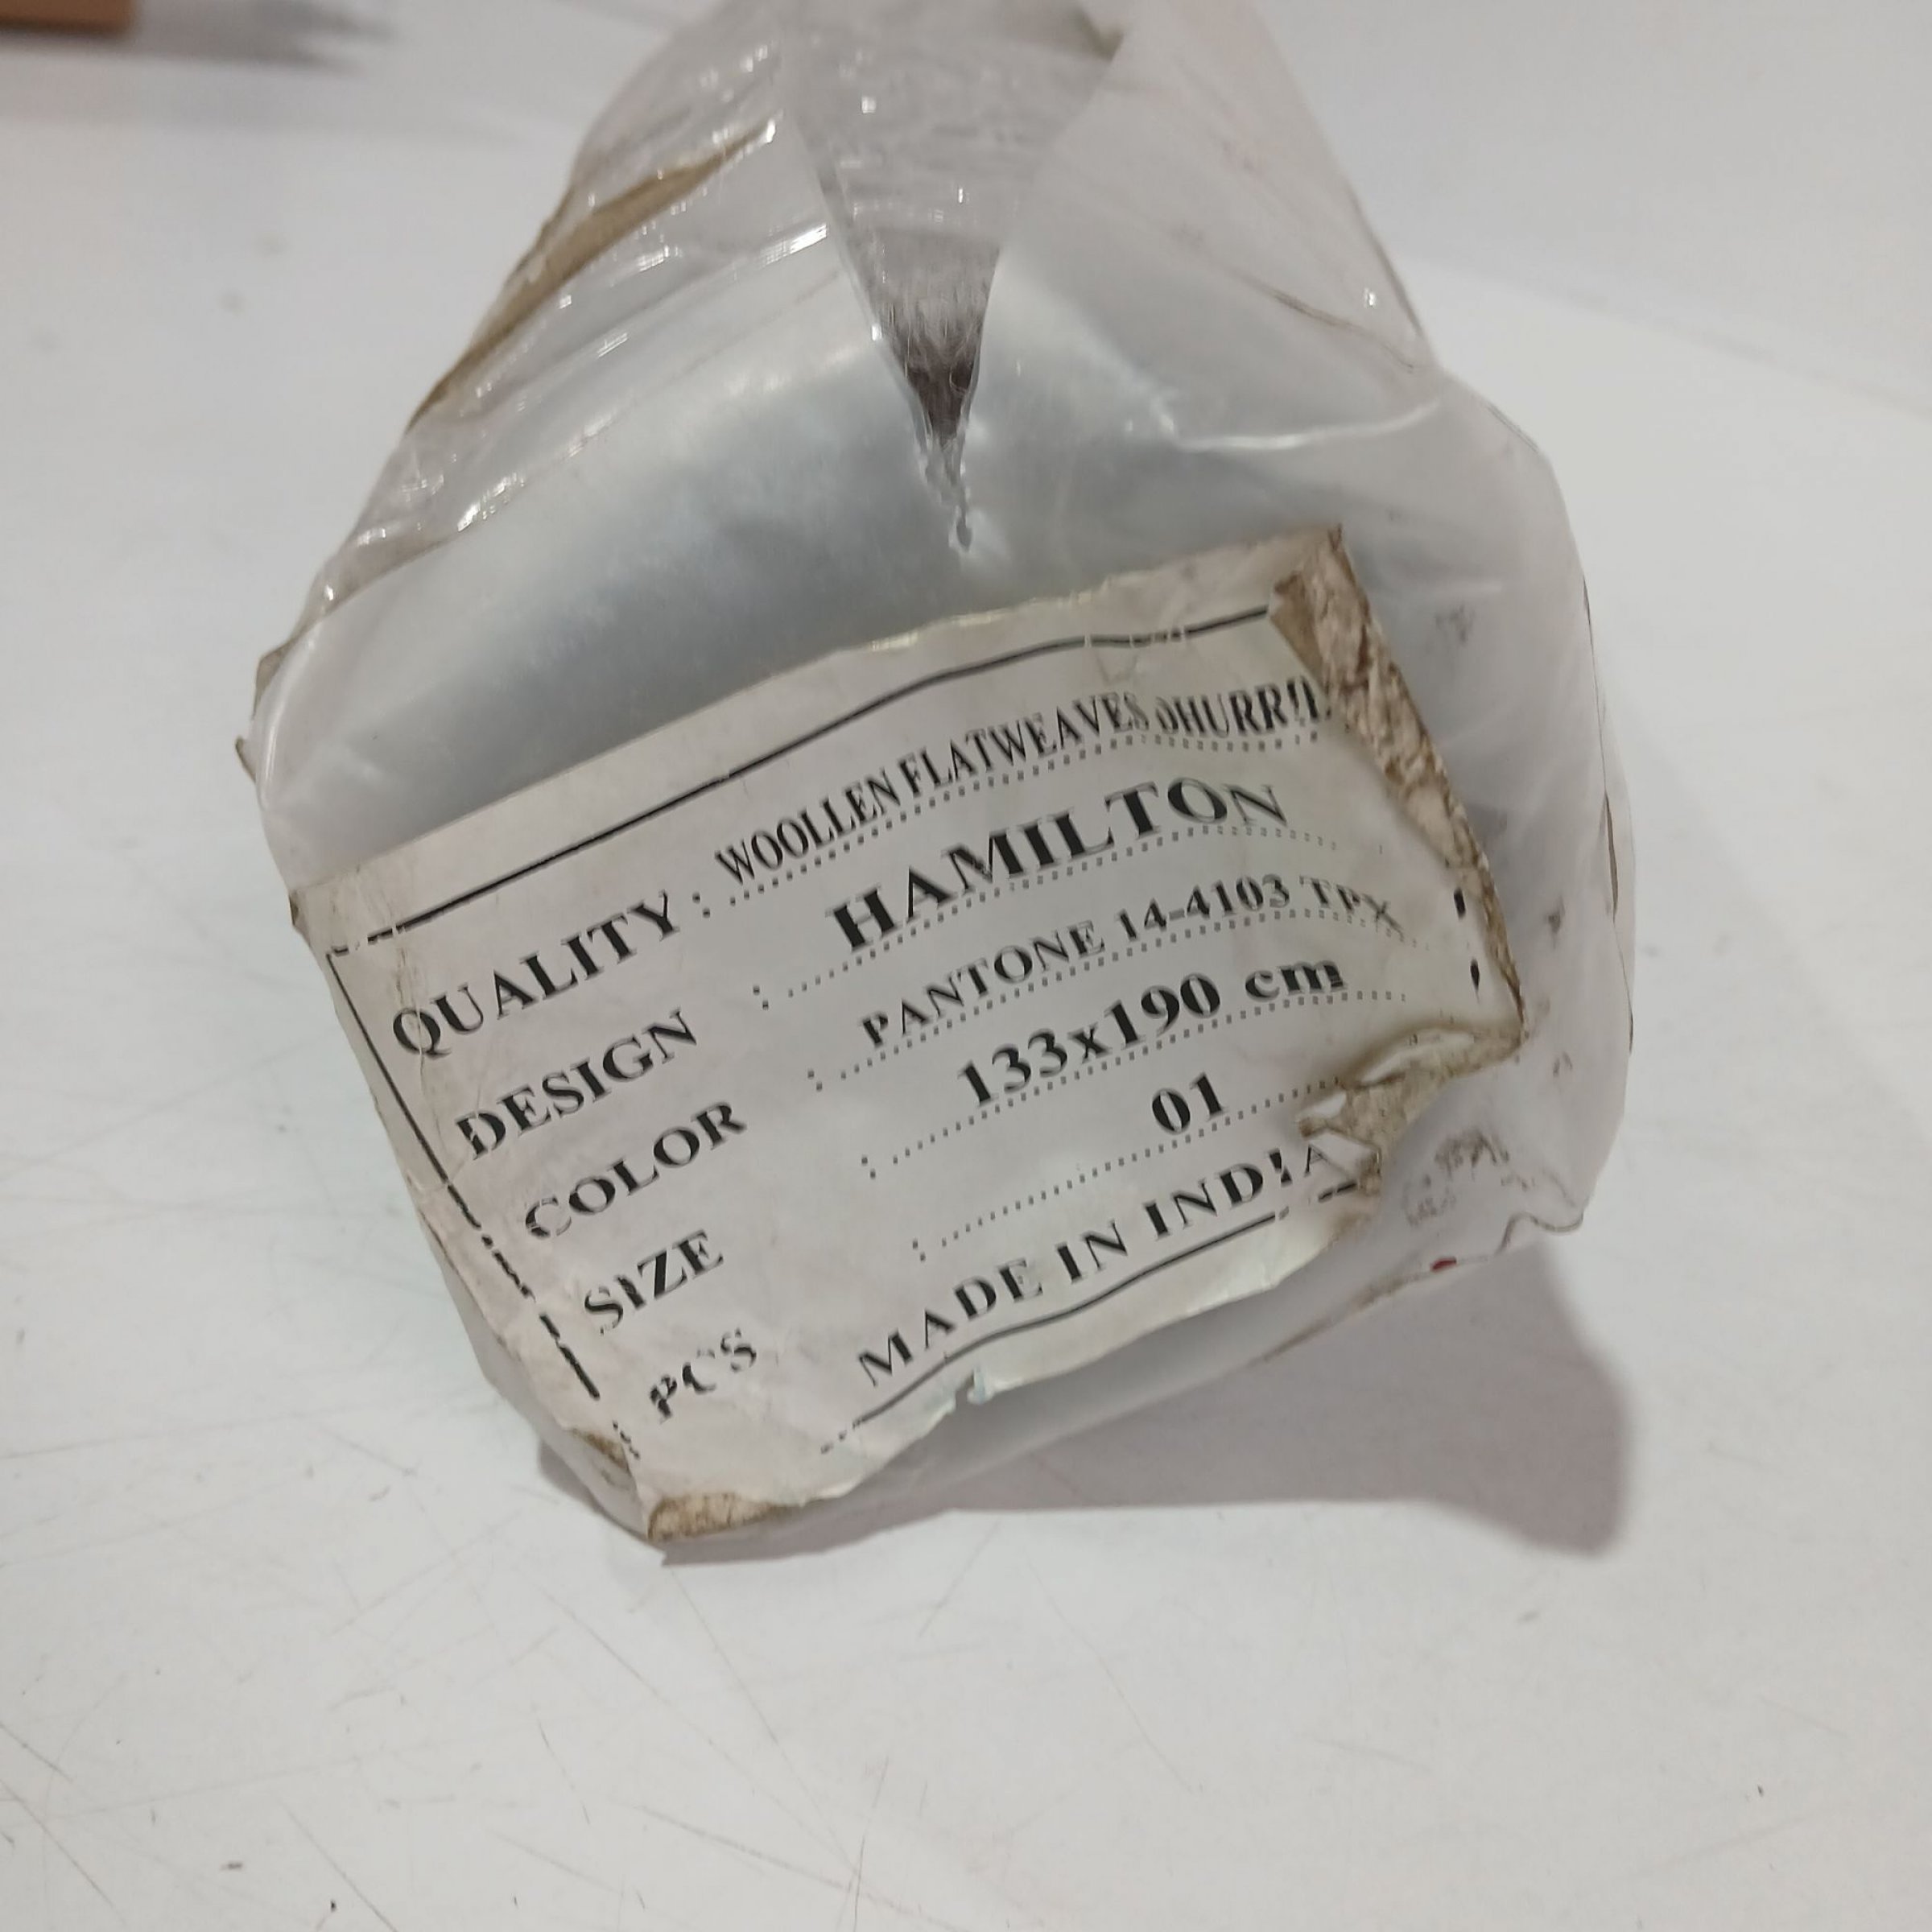 QUALITY : WOOLLEN FLATWEAVES DHURRIE
DESIGN : HAMILTON
COLOR : PANTONE 14-4103 TPX
SIZE : 133x190 cm
PCS : 01
MADE IN INDIA